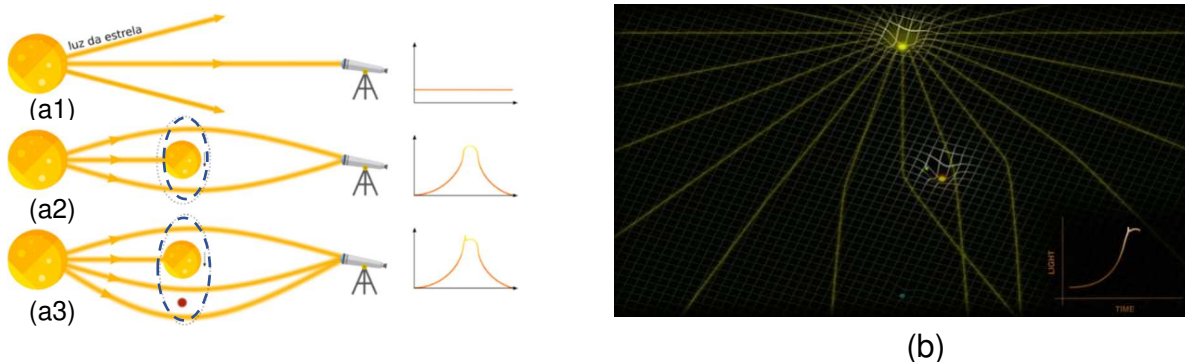 luz da estrela
(a1)
(a2)
(a3)
LIGHT
TIME
(b)